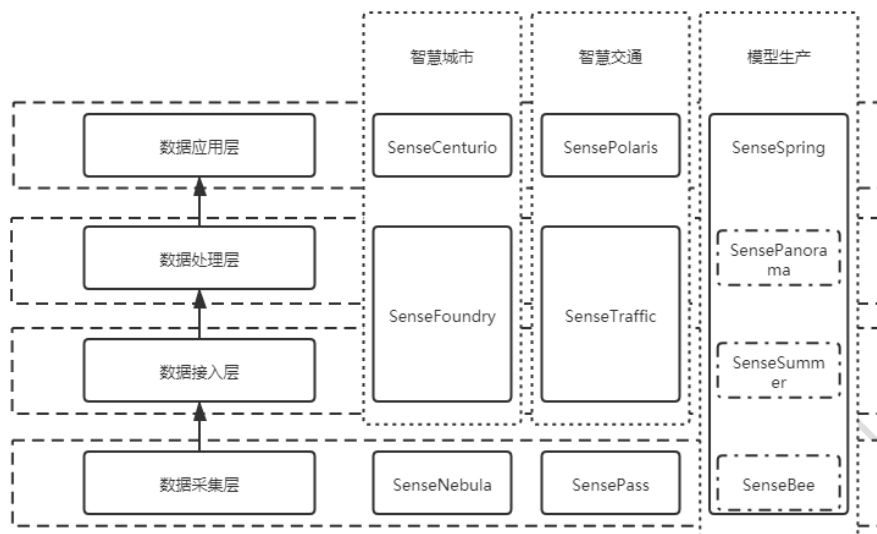 智慧城市
智慧交通
模型生产
数据应用层
SenseCenturio
SensePolaris
SenseSpring
数据处理层
SensePanora
ma
SenseFoundry
SenseTraffic
数据接入层
SenseSumm
er
数据采集层
SenseNebula
SensePass
SenseBee